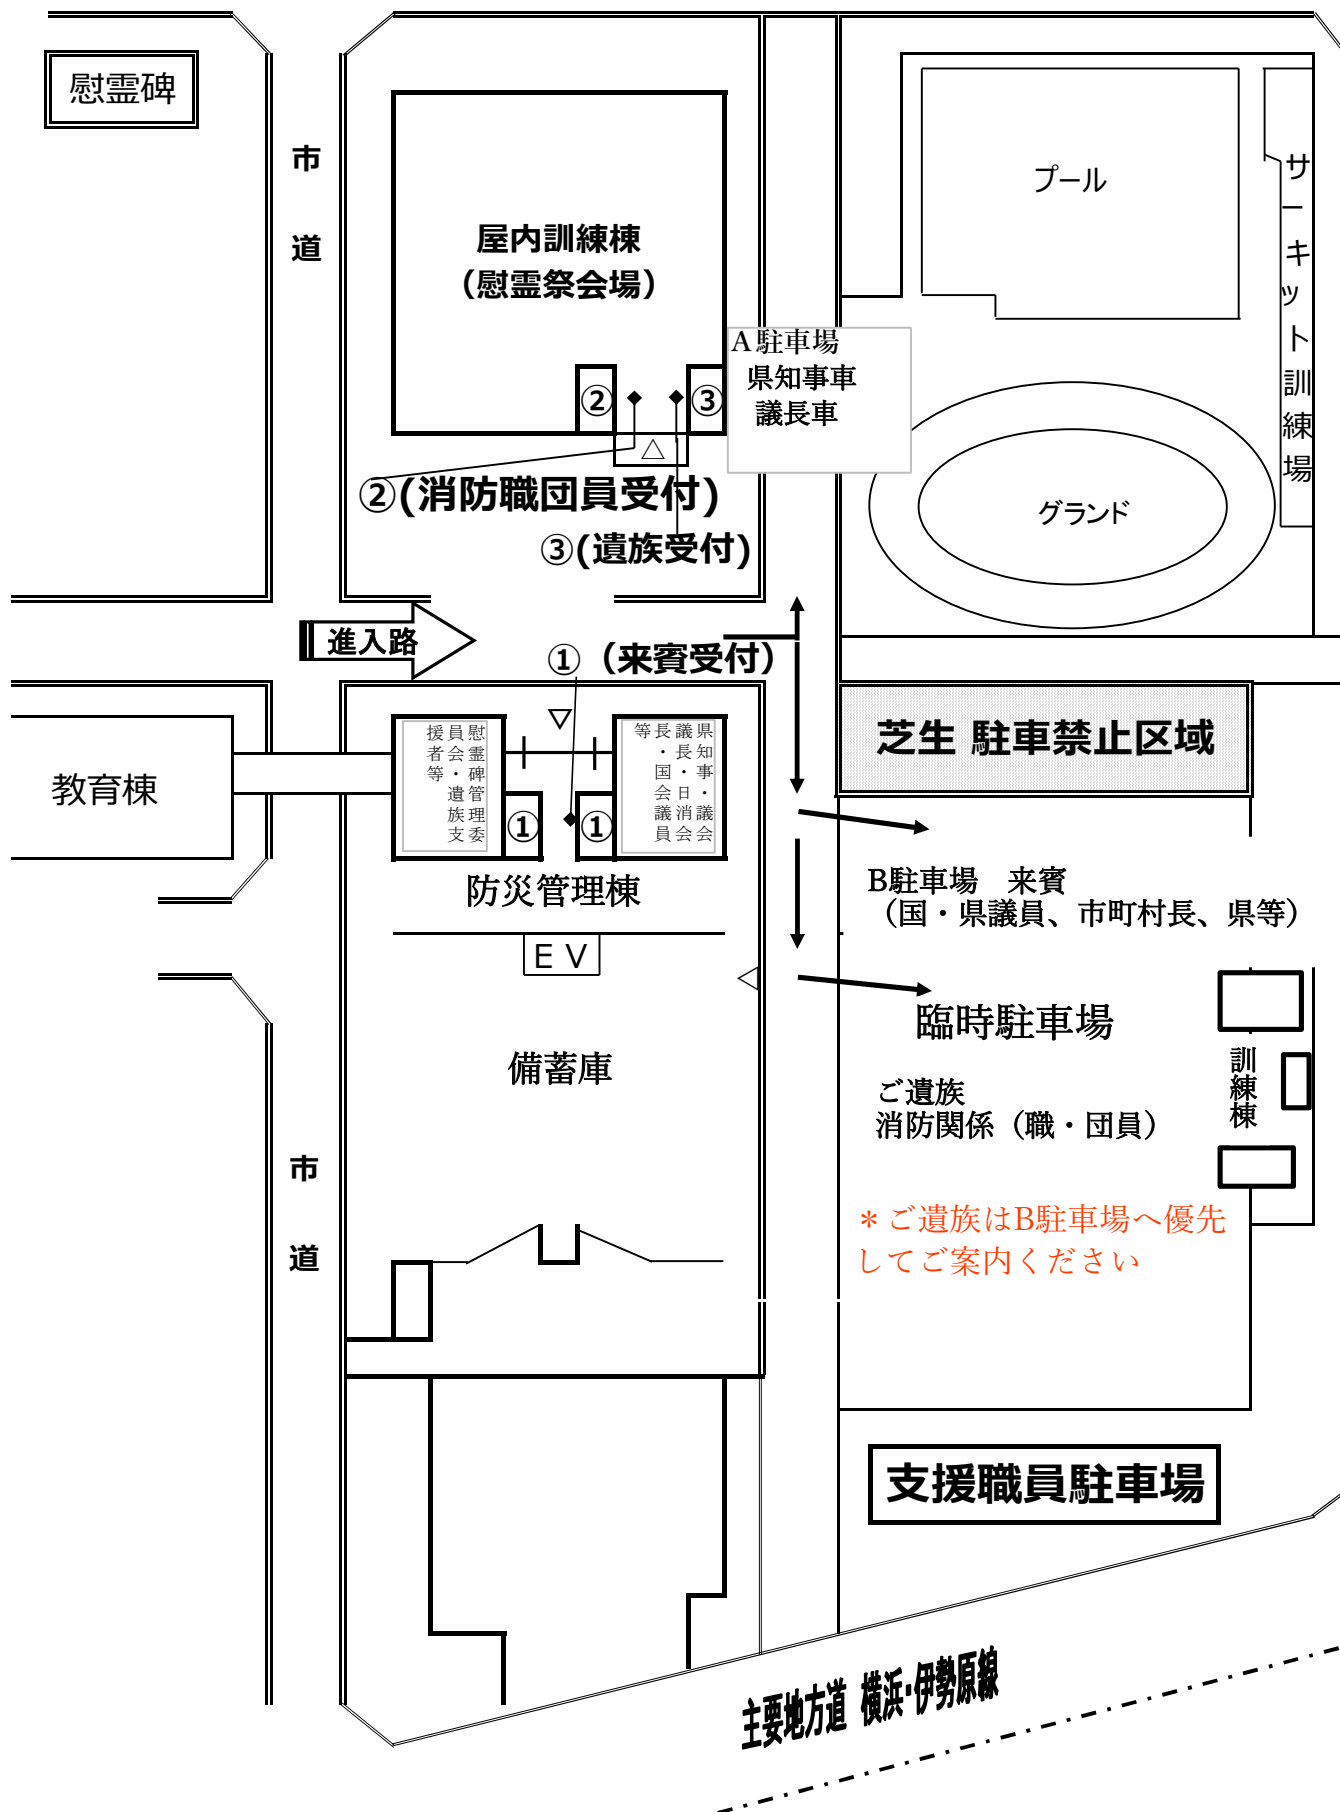 慰霊碑
市
道
屋内訓練棟
（慰霊祭会場）
プール
サーキット訓練場
A駐車場
県知事車
議長車
②
③
△
②(消防職団員受付)
③(遺族受付)
グランド
進入路
①（来賓受付）
▽
芝生 駐車禁止区域
教育棟
慰霊碑管理委
員会・遺族支
援者等
県知事・議会
議長・日消会
長・国会議員
等
①
①
防災管理棟
ＥＶ
B駐車場　来賓
（国・県議員、市町村長、県等）
臨時駐車場
備蓄庫
訓練棟
ご遺族
消防関係（職・団員）
市
道
＊ご遺族はB駐車場へ優先
してご案内ください
支援職員駐車場
主要地方道 横浜・伊勢原線